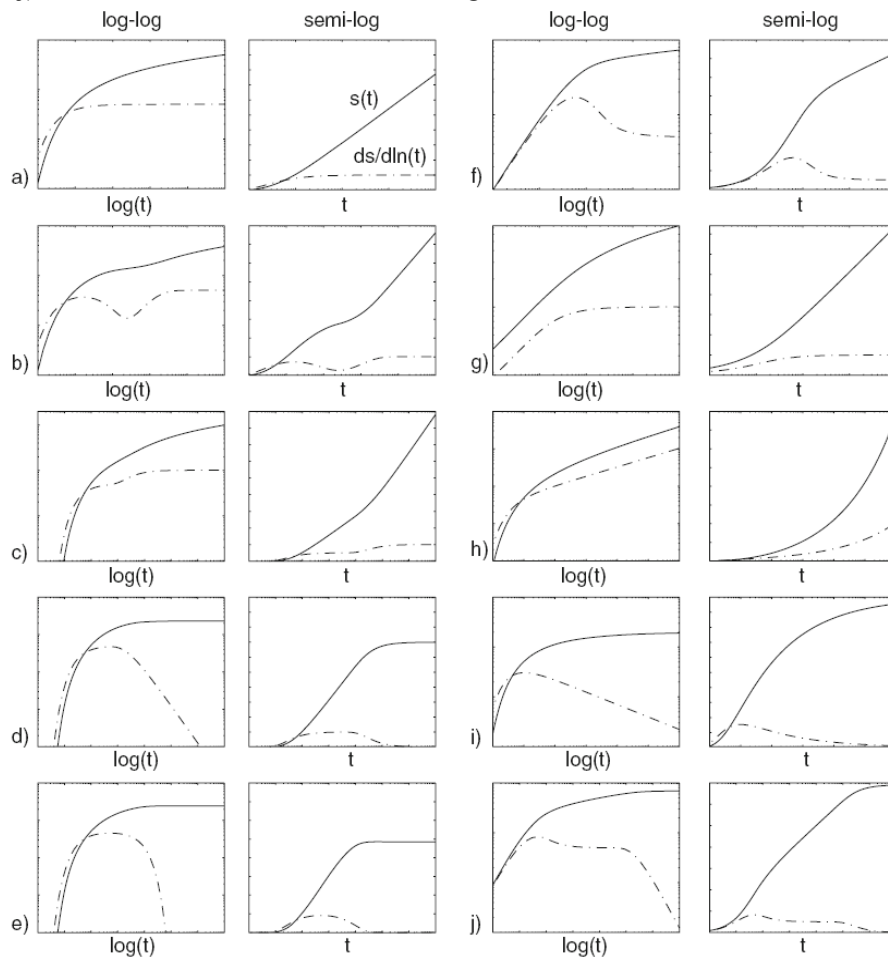 log-log semi-log log-log semi-log
s(t)
ds/dln(t)
a) f)
log(t) t log(t) t
b) g)
log(t) t log(t) t
c) h)
log(t) t log(t) t
d) i)
log(t) t log(t) t
e) j)
log(t) t log(t) t